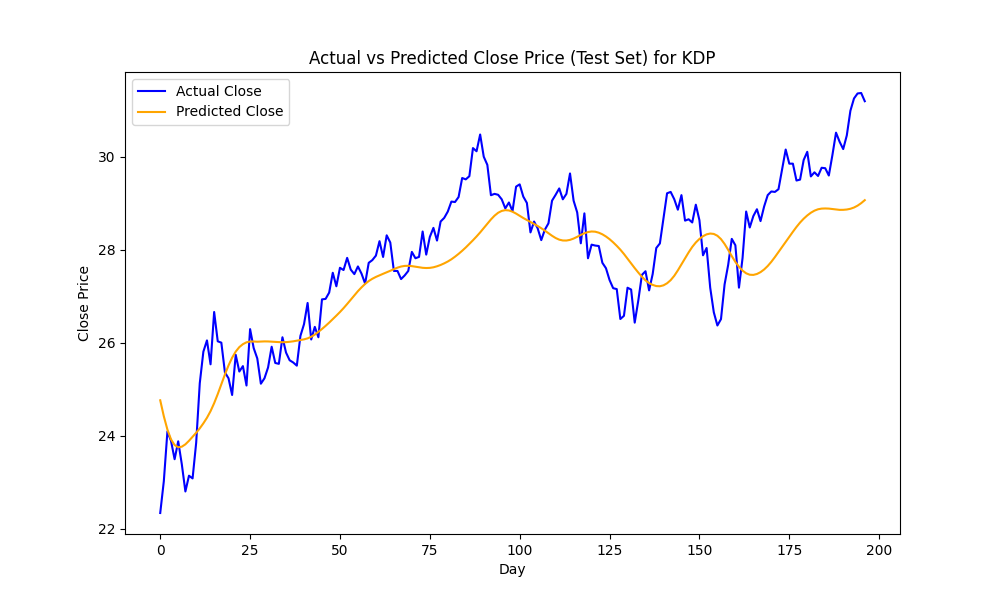 Actual vs Predicted Close Price (Test Set) for KDP
Actual Close
Predicted Close
Close Price
30
28
26
24
22
0 25 50 75 100 125 150 175 200
Day